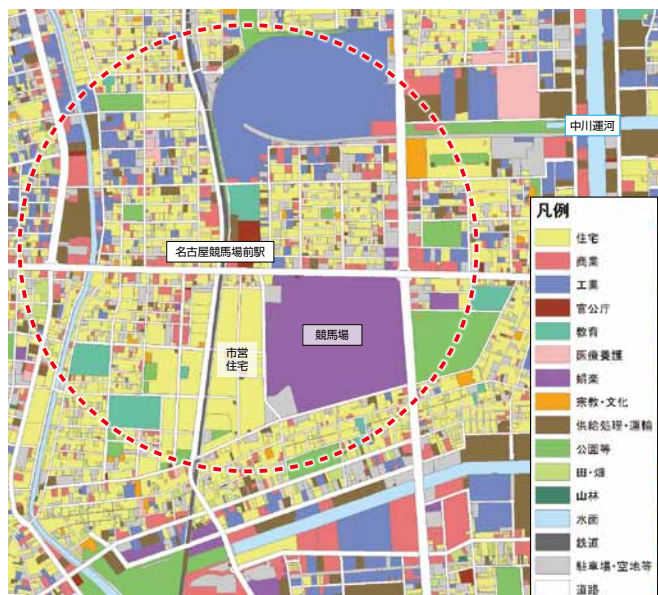 中川運河
名古屋競馬場前駅
競馬場
市営
住宅
凡例
住宅
商業
工業
官公庁
教育
医療養護
娯楽
宗教・文化
供給処理・運輸
公園等
田・畑
山林
水面
鉄道
駐車場・空地等
道路